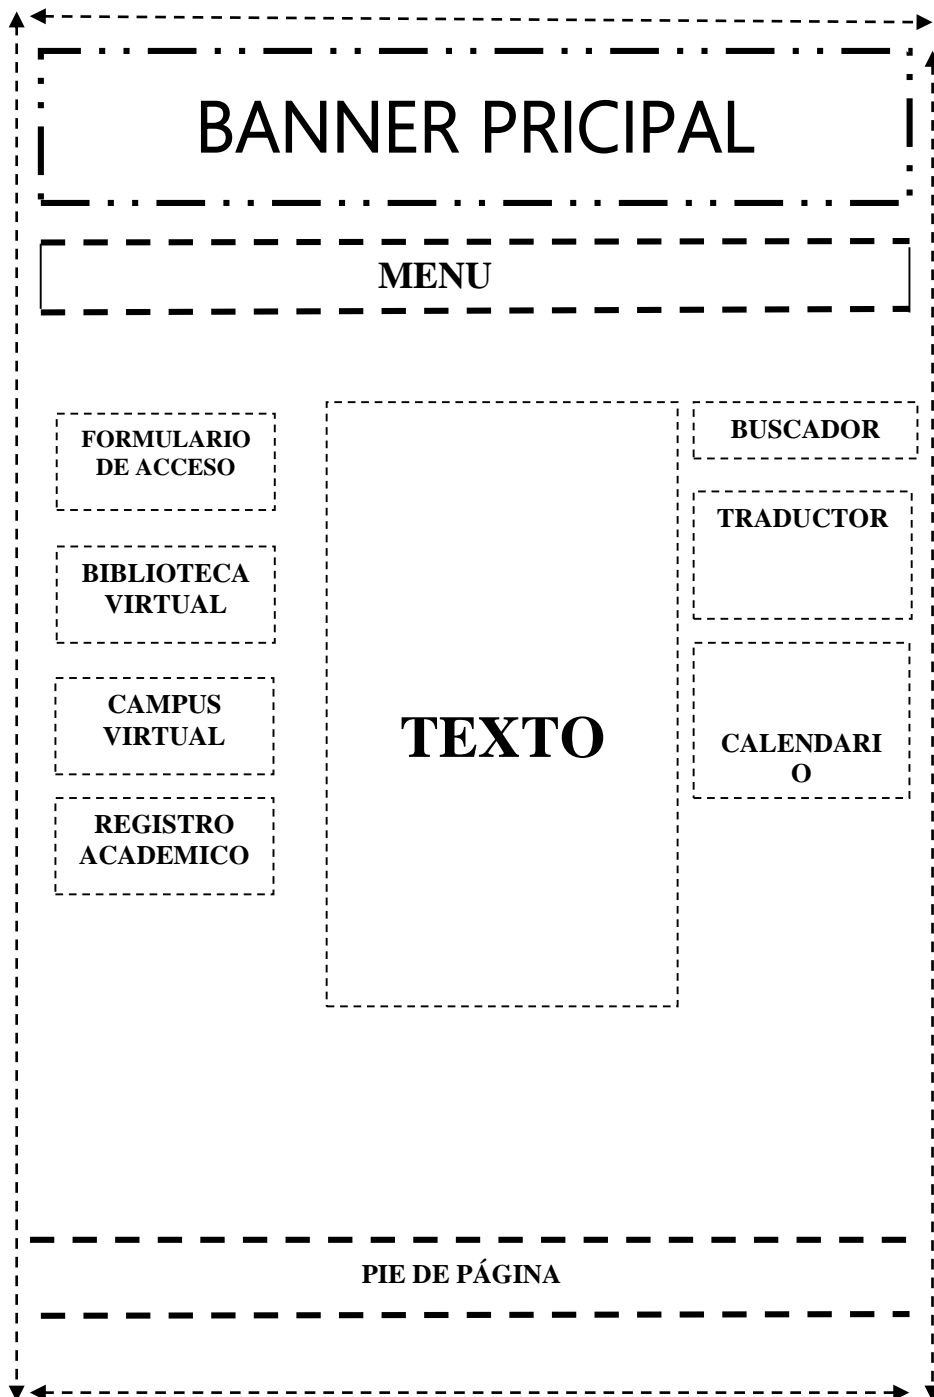 BANNER PRICIPAL
MENU
FORMULARIO
DE ACCESO
BIBLIOTECA
VIRTUAL
CAMPUS
VIRTUAL
REGISTRO
ACADEMICO
TEXTO
BUSCADOR
TRADUCTOR
CALENDARI
O
PIE DE PÁGINA